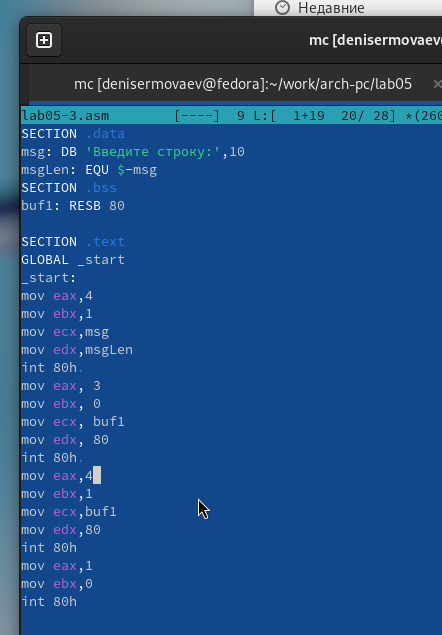 Недавние
mc [denisermovaev
mc [denisermovaev@fedora]:~/work/arch-pc/lab05
lab05-3.asm [----] 9 L:[ 1+19 20/ 28] *(260
SECTION .data
msg: DB 'Введите строку:',10
msgLen: EQU $-msg
SECTION .bss
buf1: RESB 80
SECTION .text
GLOBAL _start
_start:
mov eax,4
mov ebx,1
mov ecx,msg
mov edx,msgLen
int 80h.
mov eax, 3
mov ebx, 0
mov ecx, buf1
mov edx, 80
int 80h.
mov eax,4
mov ebx,1
mov ecx,buf1
mov edx,80
int 80h
mov eax,1
mov ebx,0
int 80h